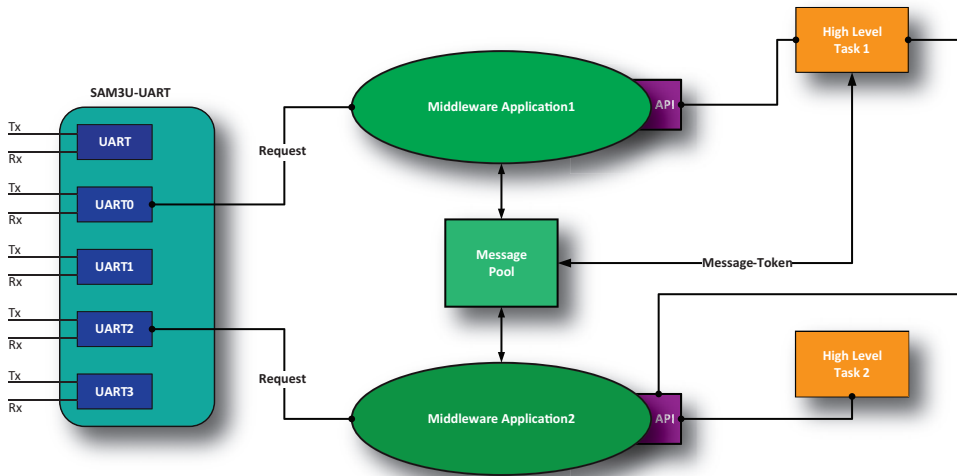 High Level
Task 1
SAM3U-UART
Middleware Application1
API
Tx
UART
Rx
Request
Tx
UART0
Rx
Message
Pool
Message-Token
Tx
UART1
Rx
Tx
UART2
Rx
High Level
Task 2
Request
Tx
UART3
Rx
Middleware Application2
API